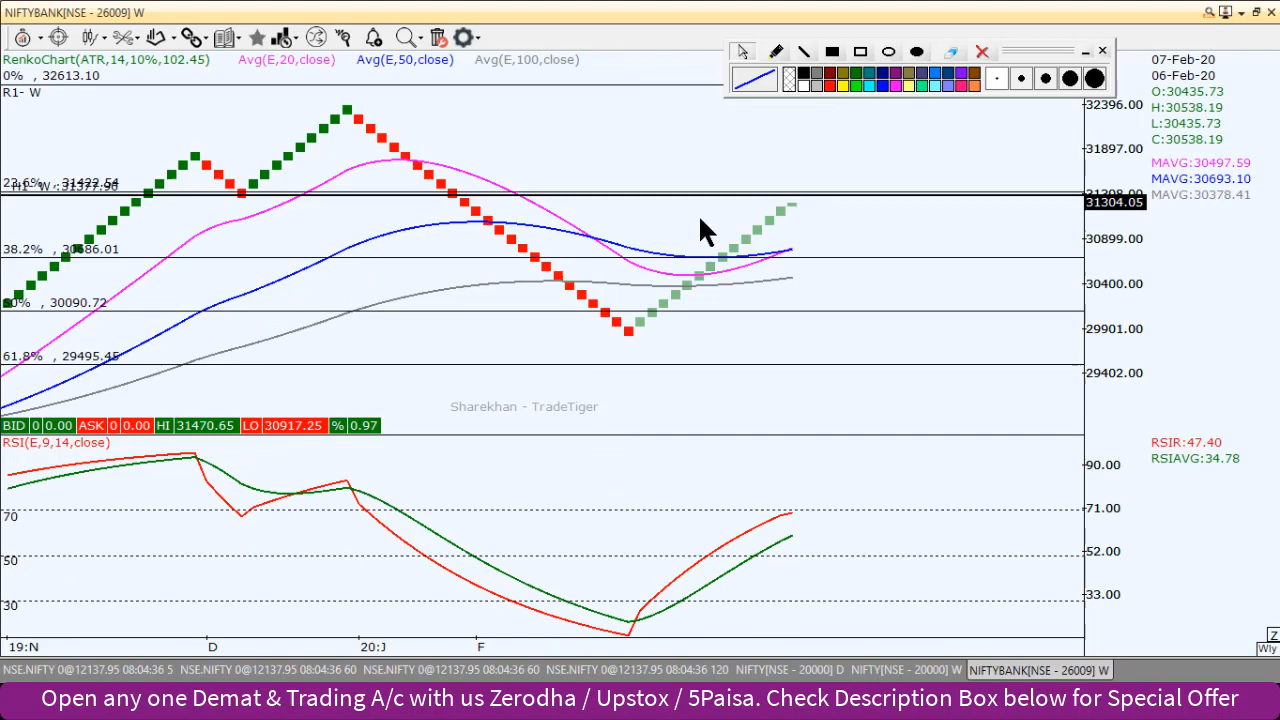 NIFTYBANK[NSE - 26009] W
RenkoChart(ATR,14,10%,102.45) Avg(E,20,close) Avg(E,50,close) Avg(E,100,close)
0% , 32613.10
R1- W
23.6% , 31422.54
38.2% , 30686.01
50% , 30090.72
61.8% , 29495.45
32396.00
31897.00
31304.05
30899.00
30400.00
29901.00
29402.00
07-Feb-20
06-Feb-20
O:30435.73
H:30538.19
L:30435.73
C:30538.19
MAVG:30497.59
MAVG:30693.10
MAVG:30378.41
Sharekhan - TradeTiger
BID 0 0.00 ASK 0 0.00 HI 31470.65 LO 30917.25 % 0.97
RSI(E,9,14,close)
RSIR:47.40
RSIAVG:34.78
90.00
71.00
52.00
33.00
70
50
30
19:N D 20:J F
Z
Wly
NSE.NIFTY 0@12137.95 08:04:36 5 NSE.NIFTY 0@12137.95 08:04:36 60 NSE.NIFTY 0@12137.95 08:04:36 60 NSE.NIFTY 0@12137.95 08:04:36 120 NIFTY[NSE - 20000] D NIFTY[NSE - 20000] W NIFTYBANK[NSE - 26009] W
Open any one Demat & Trading A/c with us Zerodha / Upstox / 5Paisa. Check Description Box below for Special Offer